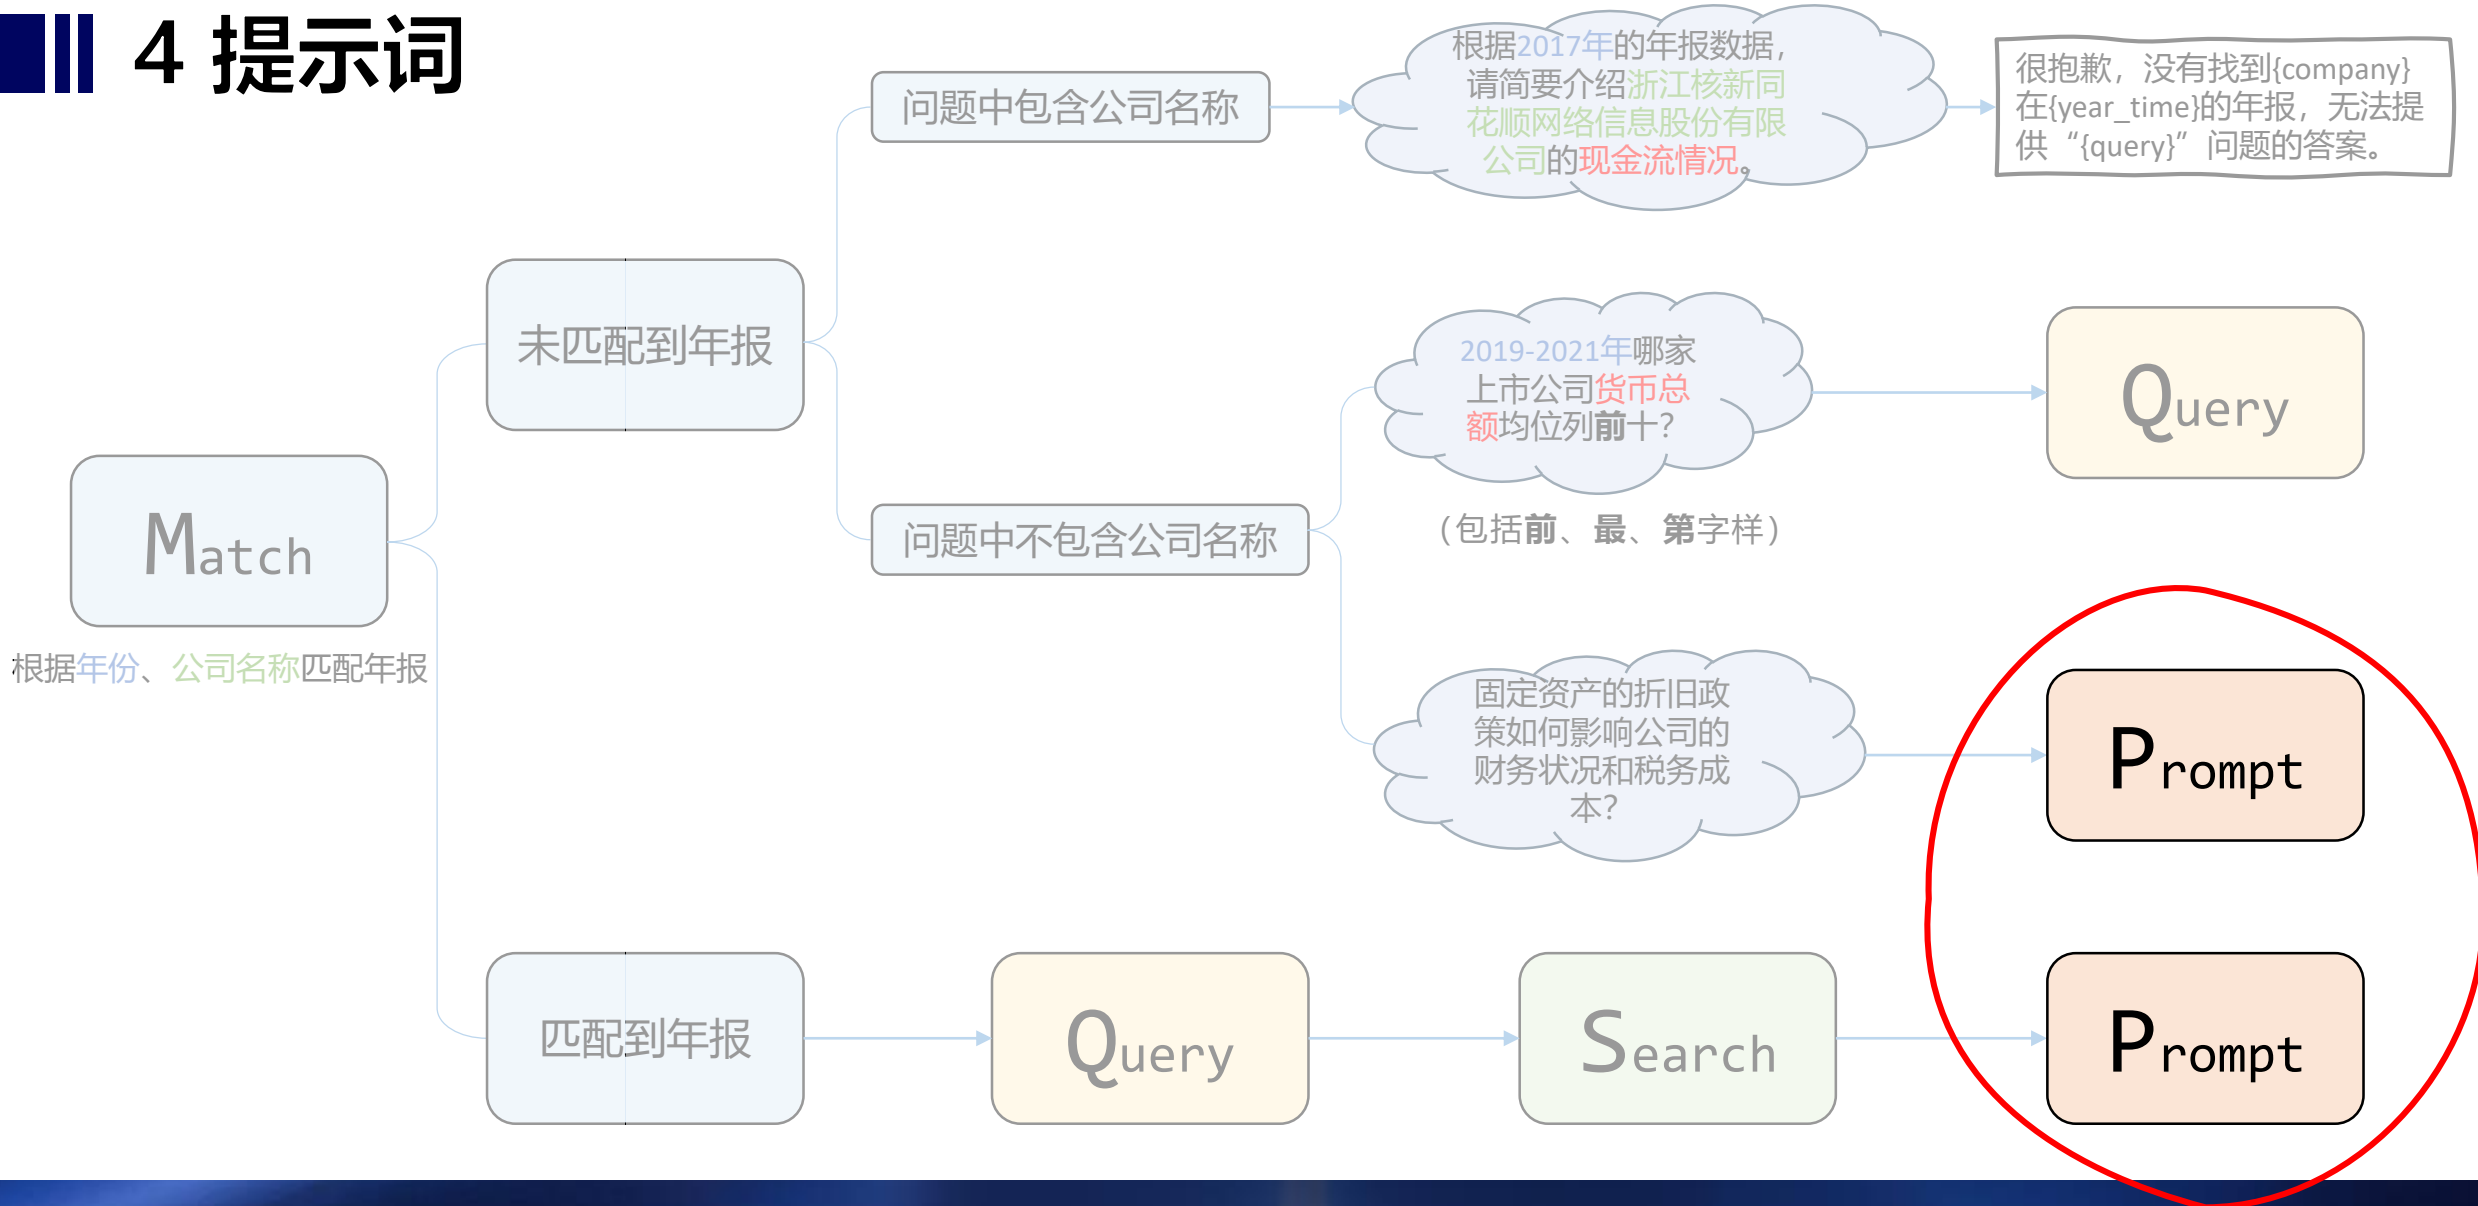 4 提示词
问题中包含公司名称
根据2017年的年报数据，
请简要介绍浙江核新同
花顺网络信息股份有限
公司的现金流情况。
很抱歉，没有找到{company}
在{year_time}的年报，无法提
供“{query}”问题的答案。
未匹配到年报
2019-2021年哪家
上市公司货币总
额均位列前十？
Query
Match
问题中不包含公司名称
（包括前、最、第字样）
根据年份、公司名称匹配年报
固定资产的折旧政
策如何影响公司的
财务状况和税务成
本？
Prompt
匹配到年报
Query
Search
Prompt